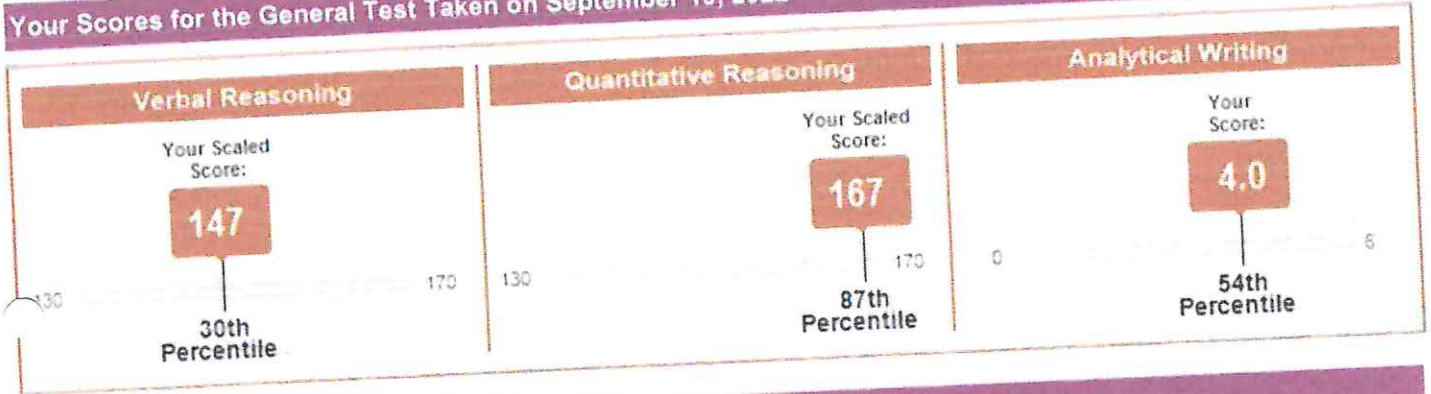 Your Scores for the General Test Taken on September
Verbal Reasoning
Your Scaled
Score:
147
130
170
30th
Percentile
Quantitative Reasoning
Your Scaled
Score:
167
130
170
87th
Percentile
Analytical Writing
Your
Score:
4.0
0
6
54th
Percentile